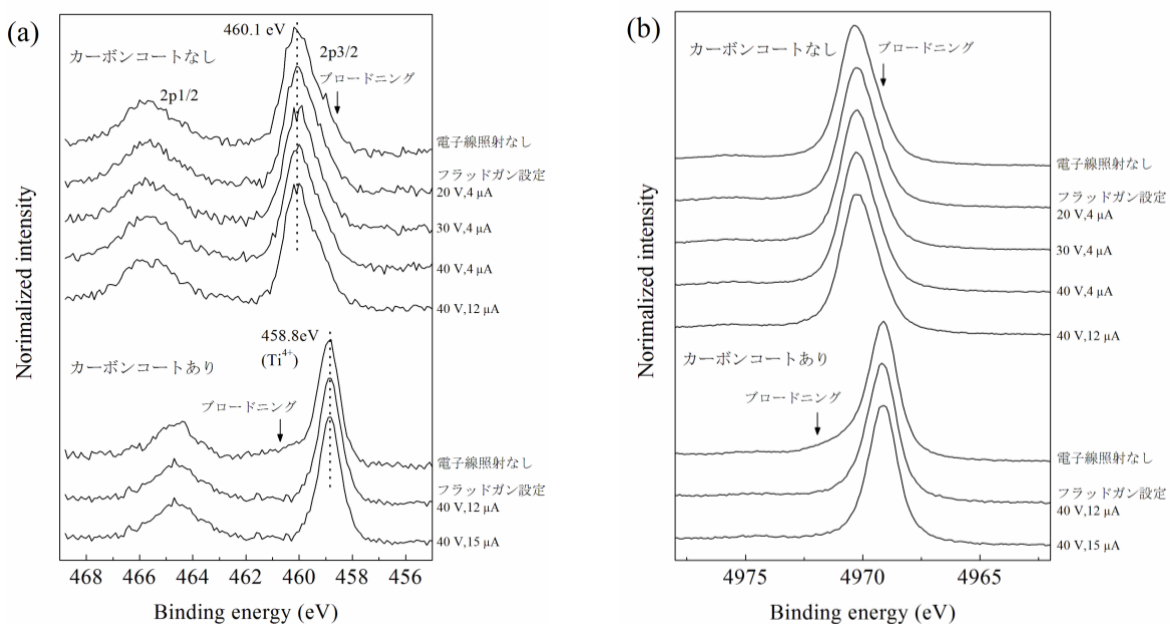 (a)
460.1 eV
カーボンコートなし
2p3/2
ブロードニング
2p1/2
電子線照射なし
フラッドガン設定
20 V,4 μA
30 V,4 μA
40 V,4 μA
40 V,12 μA
458.8eV
(Ti4+)
カーボンコートあり
ブロードニング
電子線照射なし
フラッドガン設定
40 V,12 μA
40 V,15 μA
Norimalized intensity
468 466 464 462 460 458 456
Binding energy (eV)
(b)
カーボンコートなし
ブロードニング
電子線照射なし
フラッドガン設定
20 V,4 μA
30 V,4 μA
40 V,4 μA
40 V,12 μA
カーボンコートあり
ブロードニング
電子線照射なし
フラッドガン設定
40 V,12 μA
40 V,15 μA
Norimalized intensity
4975 4970 4965
Binding energy (eV)